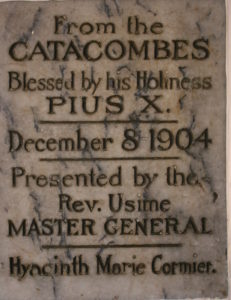 From the
CATACOMBES
Blessed by his Holiness
PIUS X.
December 8 1904
Presented by the
Rev. Usime
MASTER GENERAL
Hyacinth Marie Cormier.